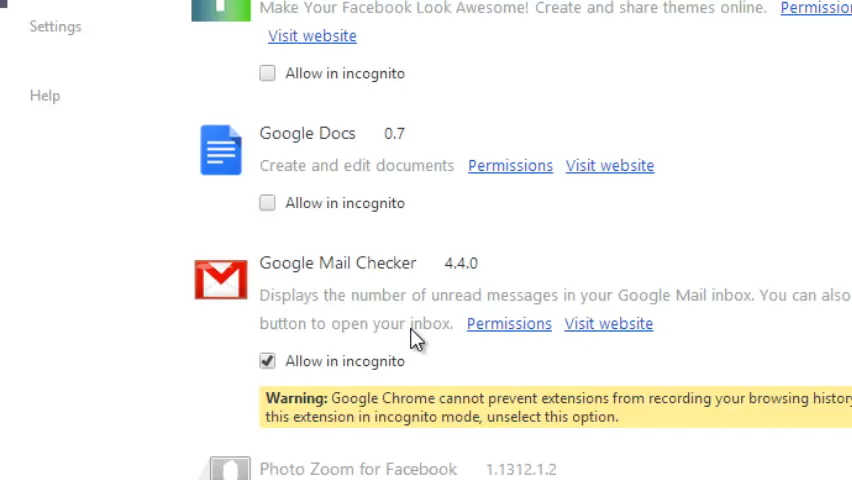 Settings
Help
Make Your Facebook Look Awesome! Create and share themes online.
Visit website
Allow in incognito
Google Docs 0.7
Create and edit documents Permissions Visit website
Allow in incognito
Google Mail Checker 4.4.0
Displays the number of unread messages in your Google Mail inbox. You can also
button to open your inbox. Permissions Visit website
Allow in incognito
Warning: Google Chrome cannot prevent extensions from recording your browsing history
this extension in incognito mode, unselect this option.
Photo Zoom for Facebook 1.1312.1.2